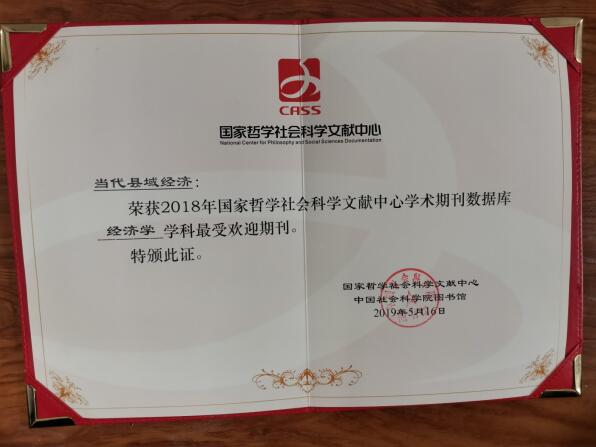 CASS
国家哲学社会科学文献中心
National Center for Philosophy and Social Sciences Documentation
当代县域经济：
荣获2018年国家哲学社会科学文献中心学术期刊数据库
经济学 学科最受欢迎期刊。
特颁此证。
国家哲学社会科学文献中心
中国社会科学院图书馆
2019年5月16日